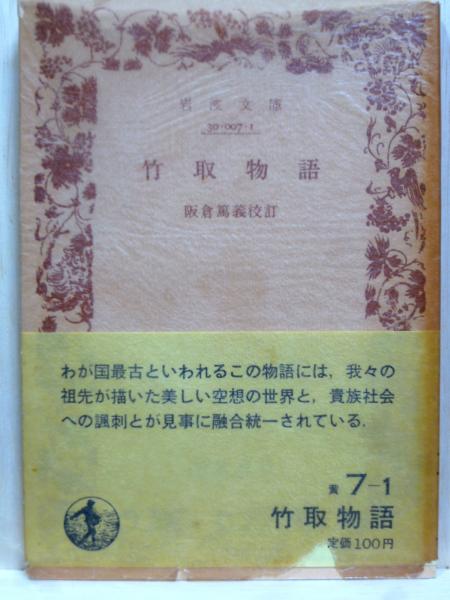 岩波文庫
30-007-1
竹取物語
阪倉篤義校訂
わが国最古といわれるこの物語には，我々の
祖先が描いた美しい空想の世界と，貴族社会
への諷刺とが見事に融合統一されている．
黄 7-1
竹取物語
定価100円